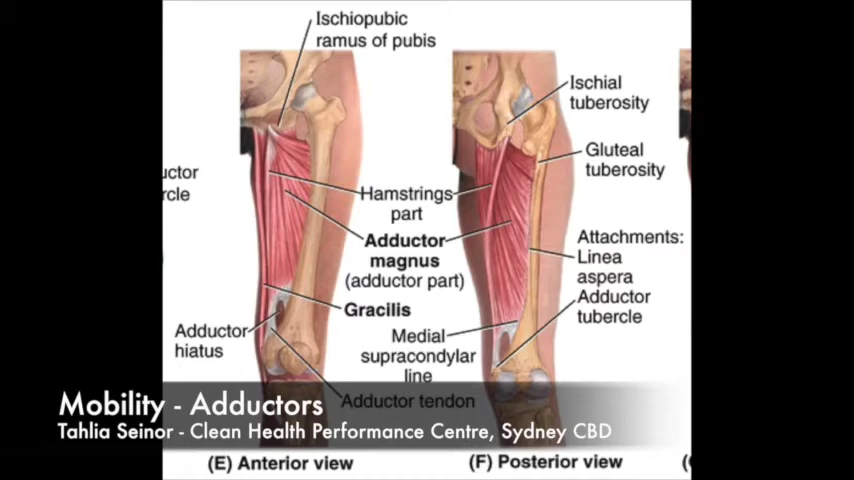 Ischiopubic
ramus of pubis
Ischial
tuberosity
Gluteal
tuberosity
Hamstrings
part
Adductor
magnus
(adductor part)
Gracilis
Attachments:
Linea
aspera
Adductor
tubercle
Adductor
hiatus
Medial
supracondylar
line
Adductor tendon
Mobility - Adductors
Tahlia Seinor - Clean Health Performance Centre, Sydney CBD
(E) Anterior view
(F) Posterior view